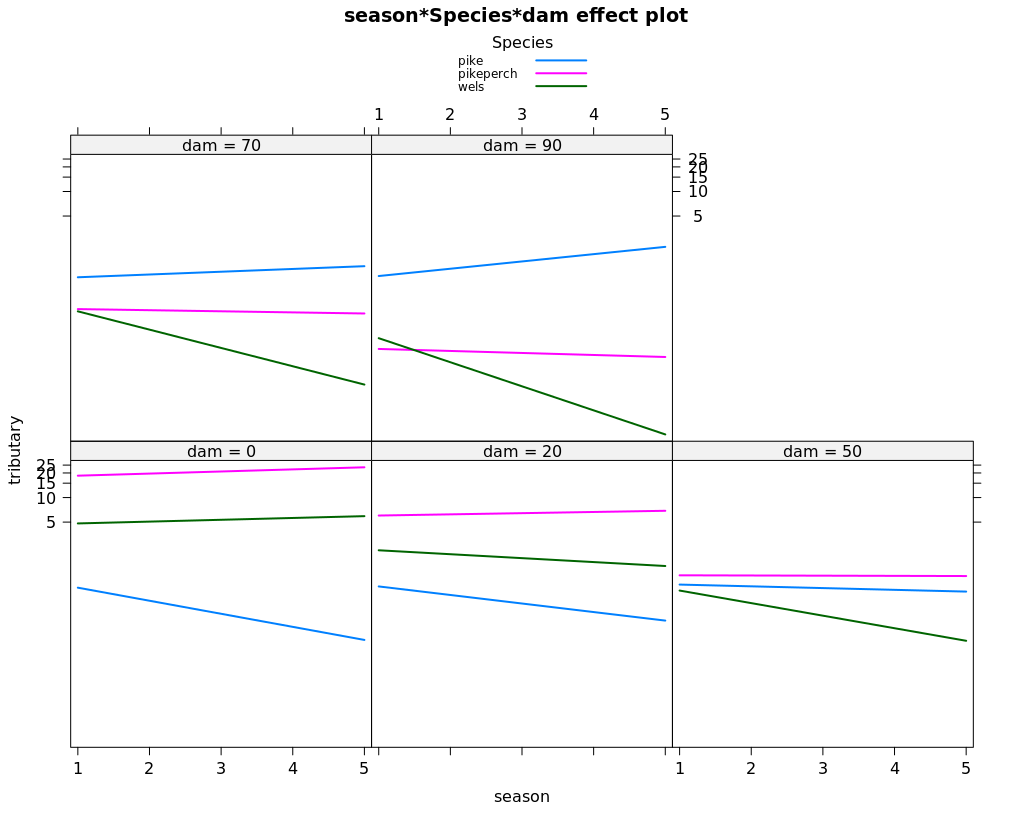 season*Species*dam effect plot
Species
pike
pikeperch
wels
1 2 3 4 5
dam = 70 dam = 90
25
20
15
10
5
tributary
dam = 0 dam = 20 dam = 50
25
20
15
10
5
1 2 3 4 5 1 2 3 4 5
season